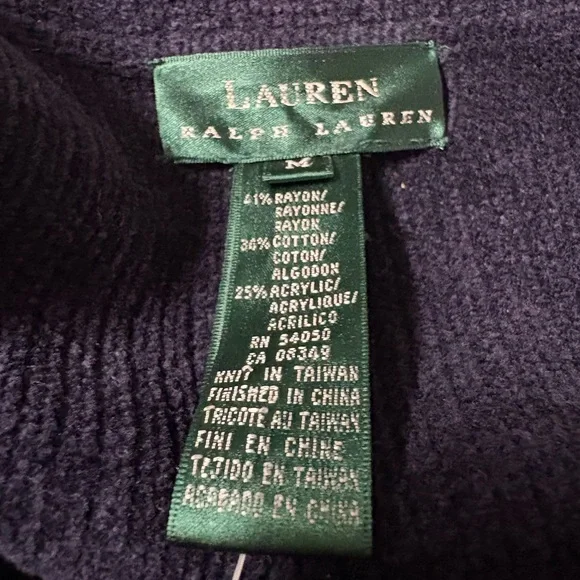 LAUREN
RALPH LAUREN
M
41% RAYON/
RAYONNE/
RAYON
34% COTTON/
COTON/
ALGODON
25% ACRYLIC/
ACRYLIQUE/
ACRILICO
RN 54050
CA 08349
KNIT IN TAIWAN
FINISHED IN CHINA
TRICOTE AU TAIWAN
FINI EN CHINE
TEJIDO EN TAIWAN
ACABADO EN CHINA